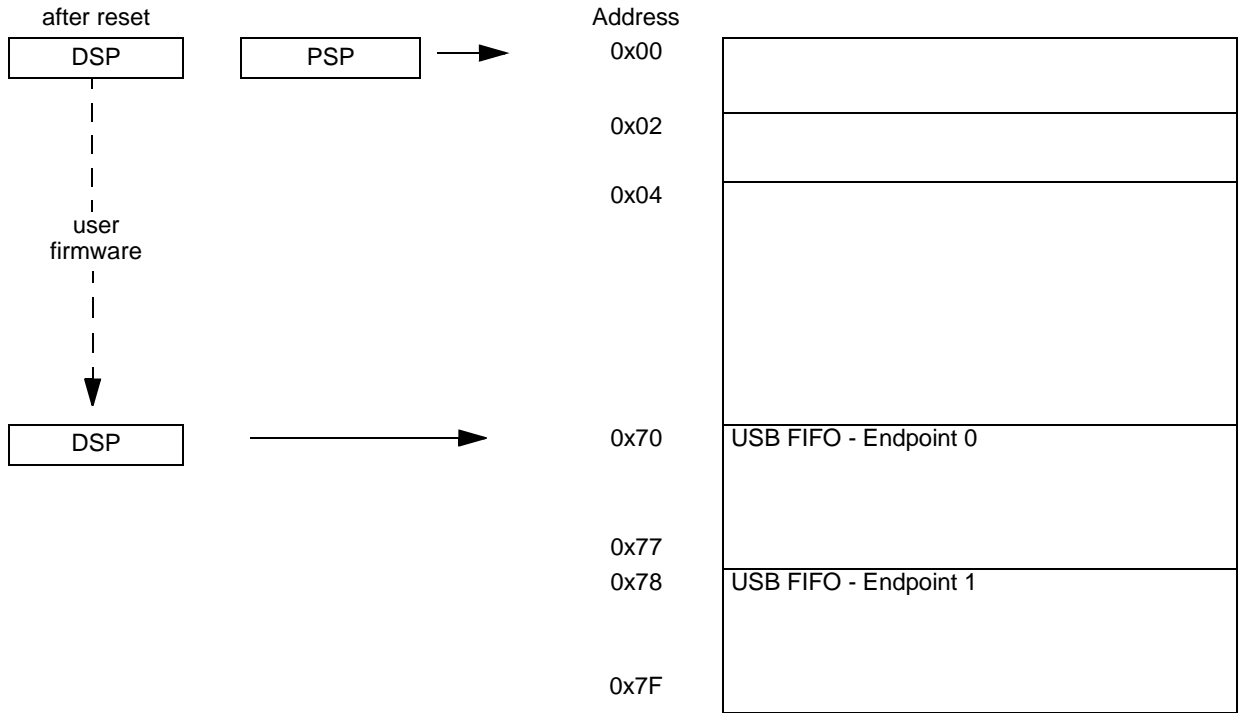 after reset
Address
DSP
PSP
0x00
0x02
0x04
user
firmware
DSP
0x70
USB FIFO - Endpoint 0
0x77
0x78
USB FIFO - Endpoint 1
0x7F